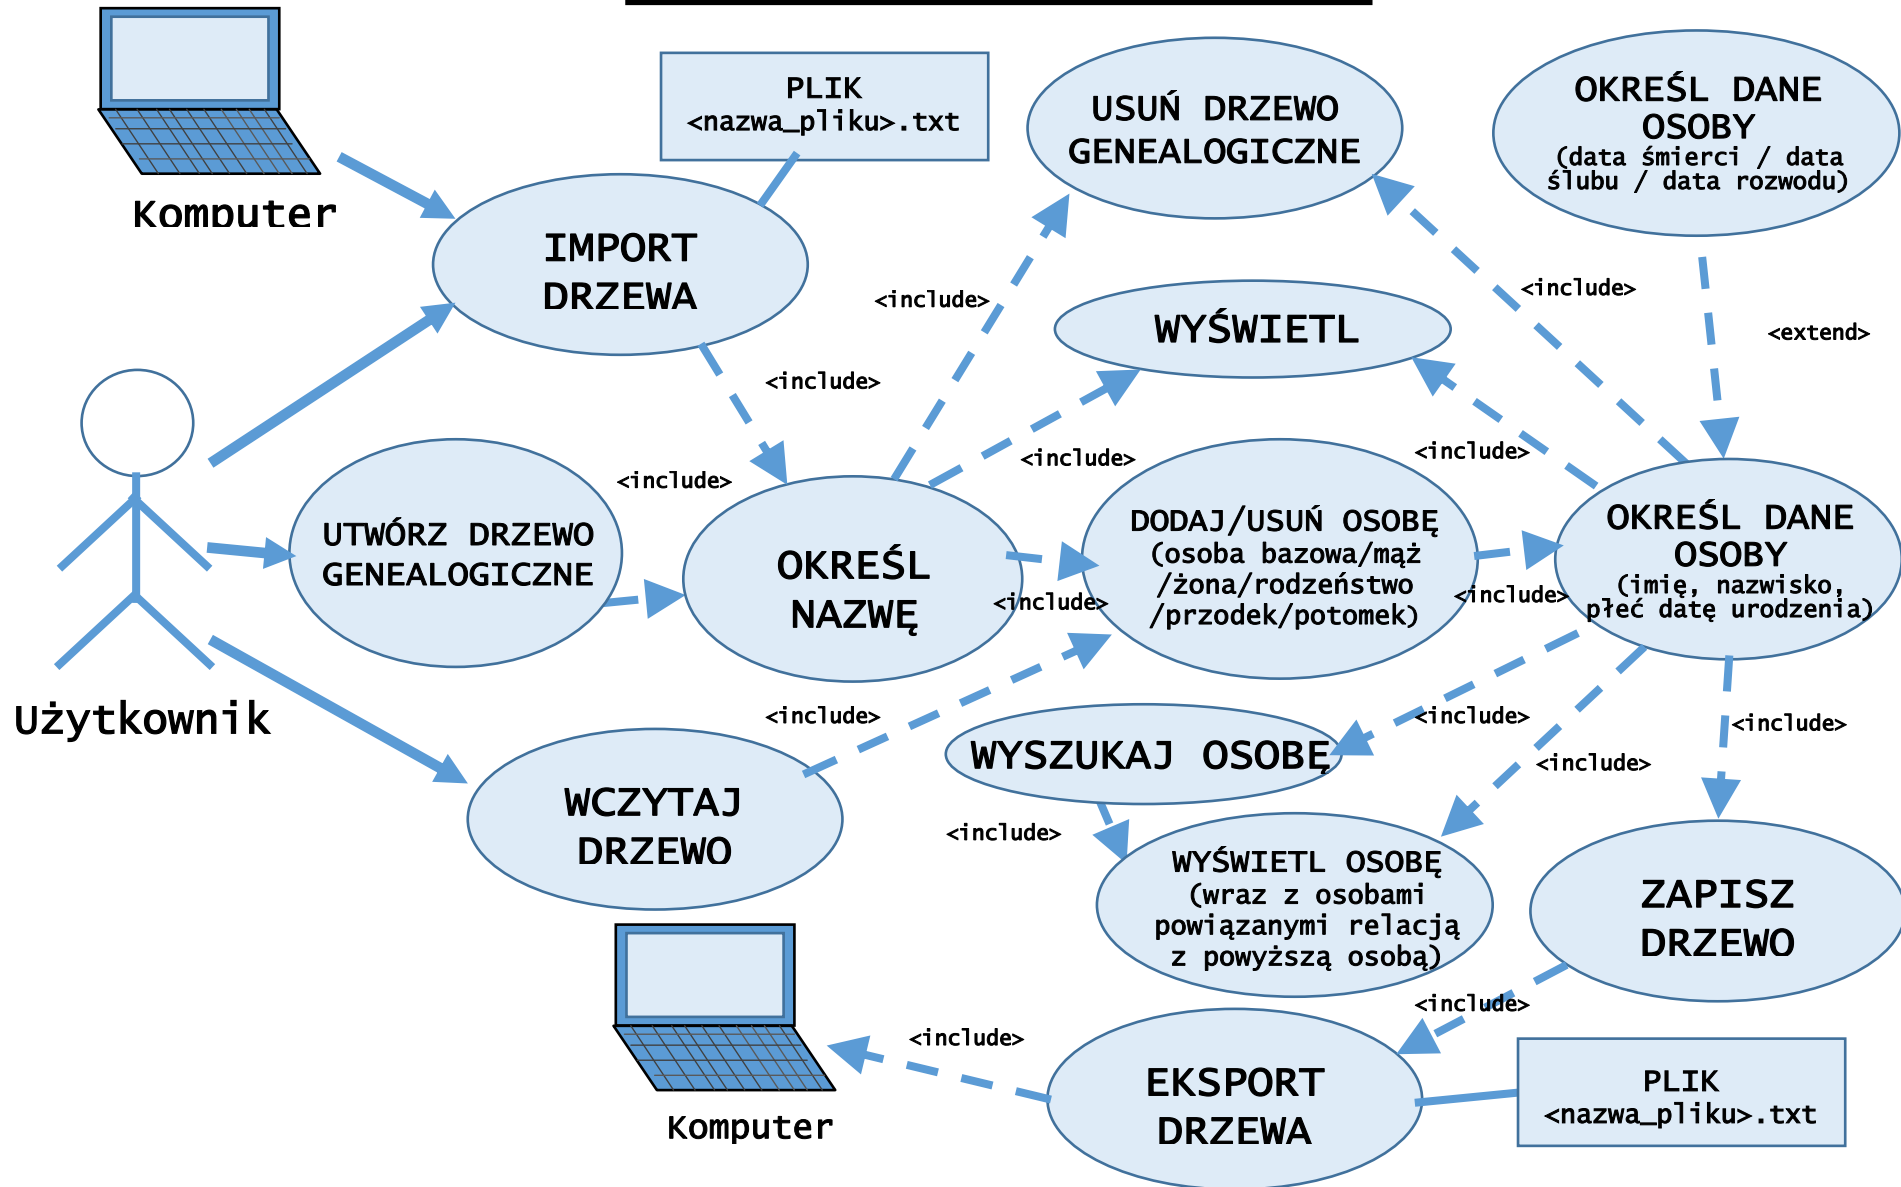 Komputer
PLIK
<nazwa_pliku>.txt
USUŃ DRZEWO
GENEALOGICZNE
OKREŚL DANE
OSOBY
(data śmierci / data
ślubu / data rozwodu)
IMPORT
DRZEWA
<include>
<include>
<extend>
WYŚWIETL
<include>
<include>
<include>
<include>
UTWÓRZ DRZEWO
GENEALOGICZNE
OKREŚL
NAZWĘ
<include>
DODAJ/USUŃ OSOBĘ
(osoba bazowa/mąż
/żona/rodzeństwo
/przodek/potomek)
<include>
OKREŚL DANE
OSOBY
(imię, nazwisko,
płeć datę urodzenia)
Użytkownik
<include>
<include>
<include>
<include>
WYSZUKAJ OSOBĘ
WCZYTAJ
DRZEWO
<include>
WYŚWIETL OSOBĘ
(wraz z osobami
powiązanymi relacją
z powyższą osobą)
ZAPISZ
DRZEWO
<include>
<include>
EKSPORT
DRZEWA
PLIK
<nazwa_pliku>.txt
Komputer